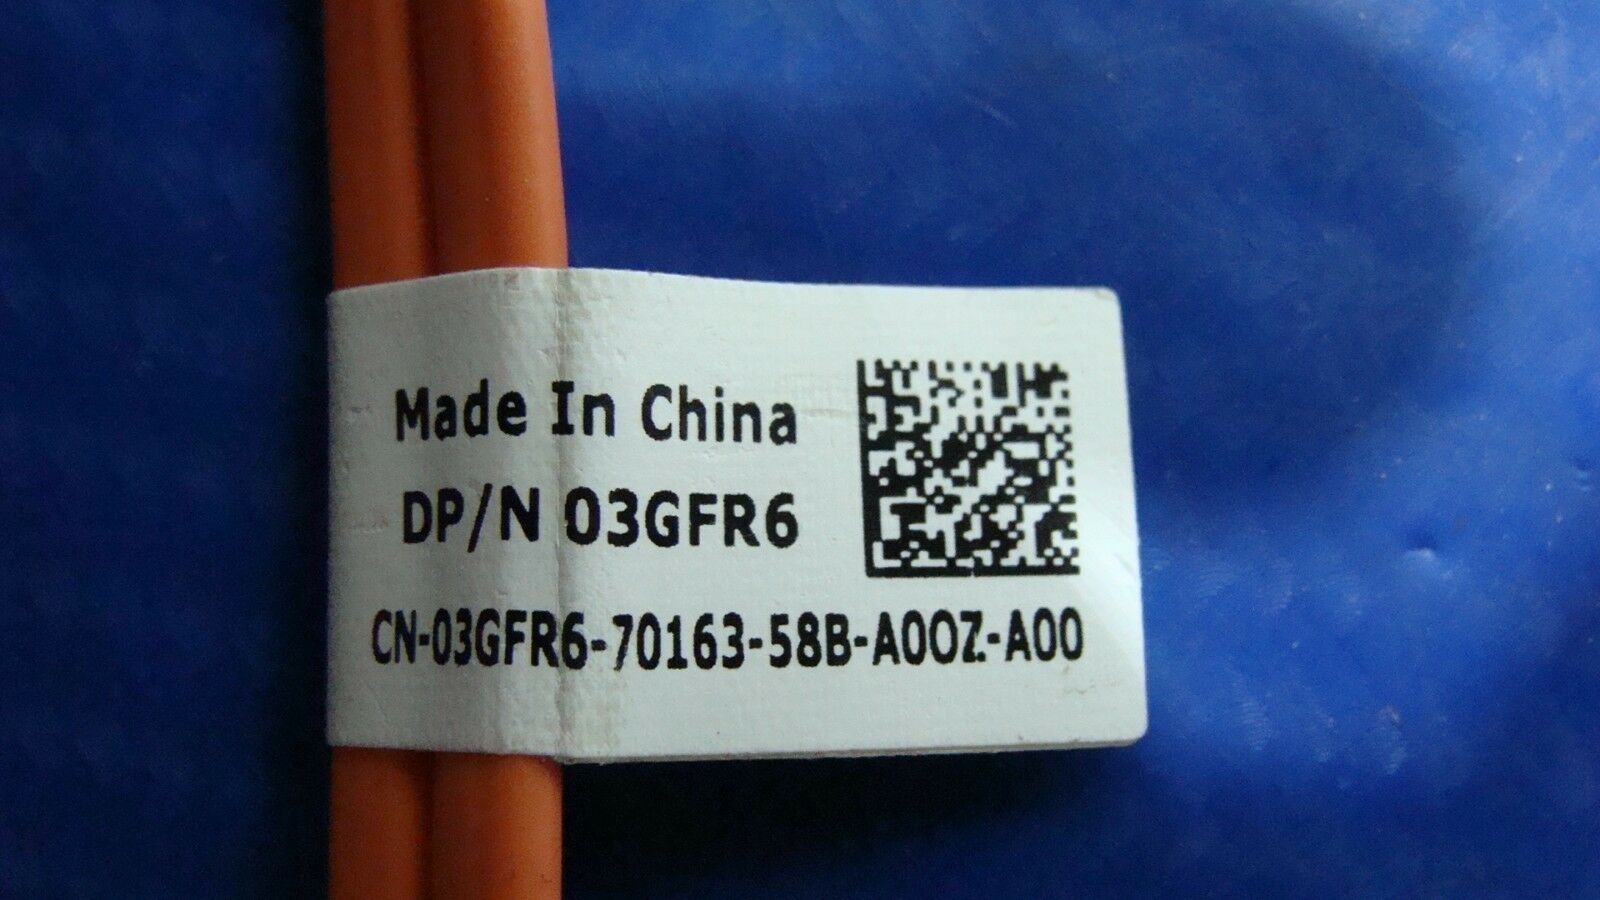 Made In China
DP/N 03GFR6
CN-03GFR6-70163-58B-A00Z-A00